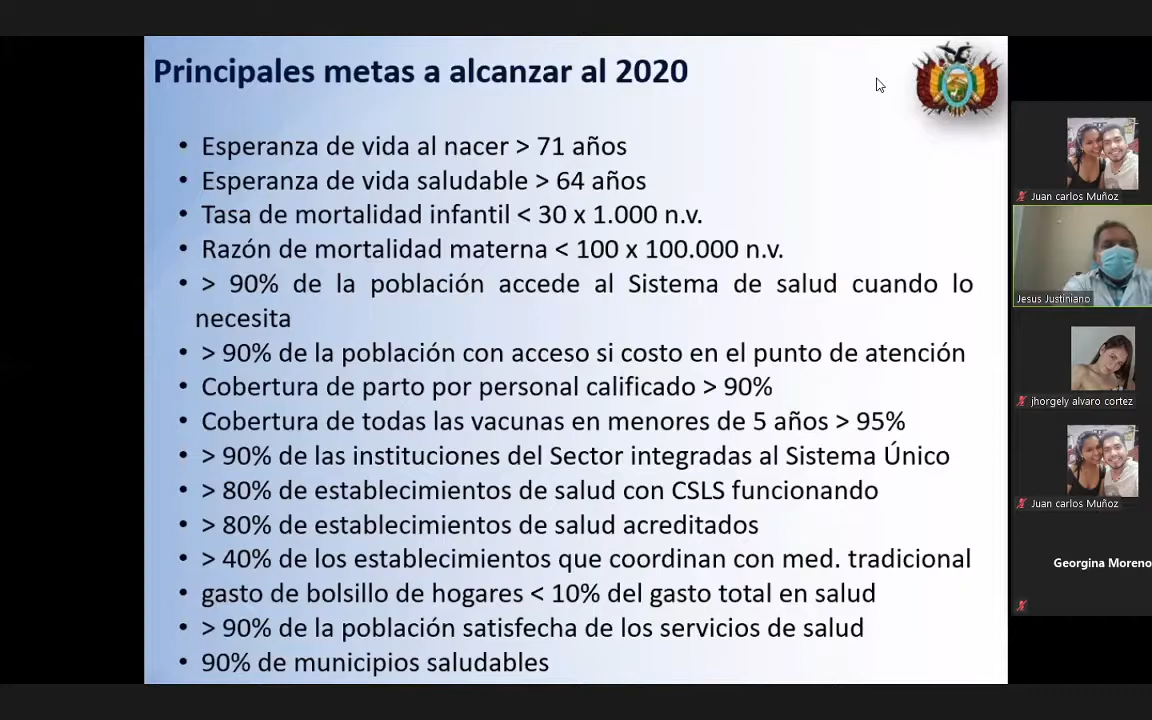 Principales metas a alcanzar al 2020
• Esperanza de vida al nacer > 71 años
• Esperanza de vida saludable > 64 años
• Tasa de mortalidad infantil < 30 x 1.000 n.v.
• Razón de mortalidad materna < 100 x 100.000 n.v.
• > 90% de la población accede al Sistema de salud cuando lo
necesita
• > 90% de la población con acceso si costo en el punto de atención
• Cobertura de parto por personal calificado > 90%
• Cobertura de todas las vacunas en menores de 5 años > 95%
• > 90% de las instituciones del Sector integradas al Sistema Único
• > 80% de establecimientos de salud con CSLS funcionando
• > 80% de establecimientos de salud acreditados
• > 40% de los establecimientos que coordinan con med. tradicional
• gasto de bolsillo de hogares < 10% del gasto total en salud
• > 90% de la población satisfecha de los servicios de salud
• 90% de municipios saludables
Juan carlos Muñoz
Jesus Justiniano
jhorgely alvaro cortez
Juan carlos Muñoz
Georgina Moreno